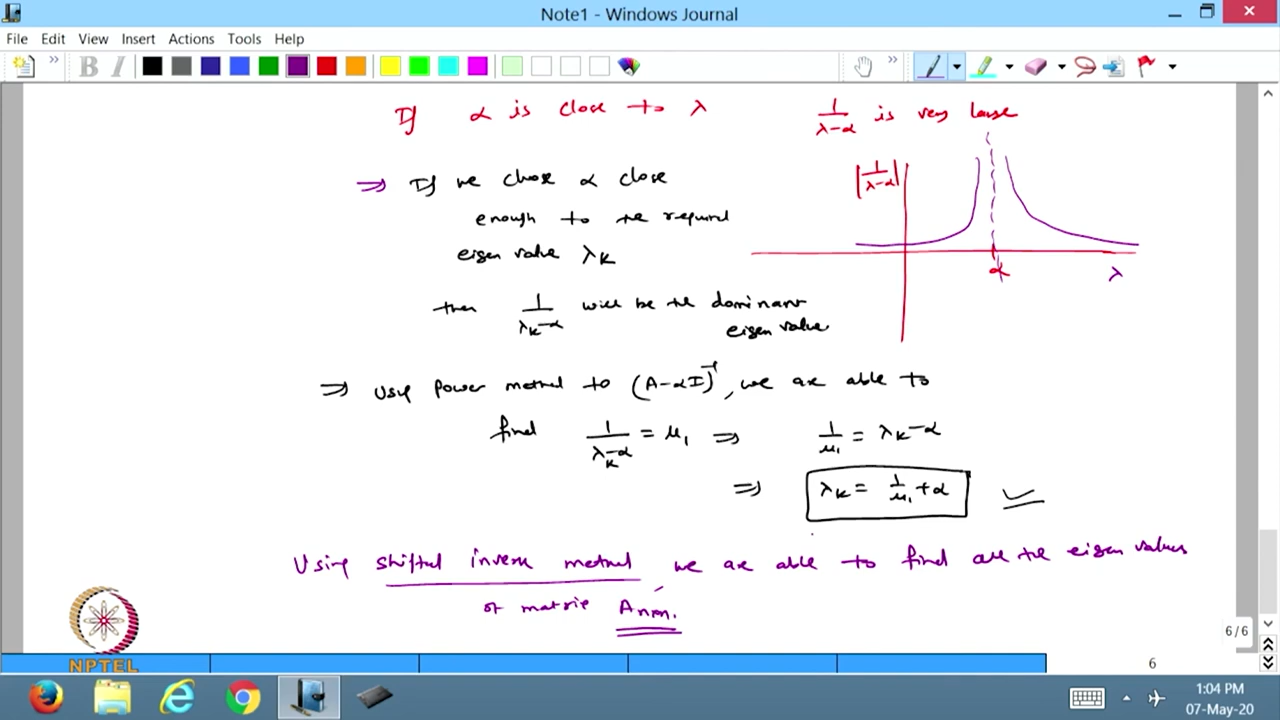 Note1 - Windows Journal
File Edit View Insert Actions Tools Help
If α is close to λ 1/(λ-α) is very large
⇒ If we chose α close
enough to the required
eigen value λK
|1/(λ-α)|
α
λ
then 1/(λK-α) will be the dominant
eigen value
⇒ Using Power method to (A-αI)⁻¹, we are able to
find 1/(λK-α) = μ₁ ⇒ 1/μ₁ = λK-α
⇒ λK = 1/μ₁ + α
Using shifted inverse method, we are able to find all the eigen values
of matrix Anxn.
NPTEL
6/6
6
1:04 PM
07-May-20